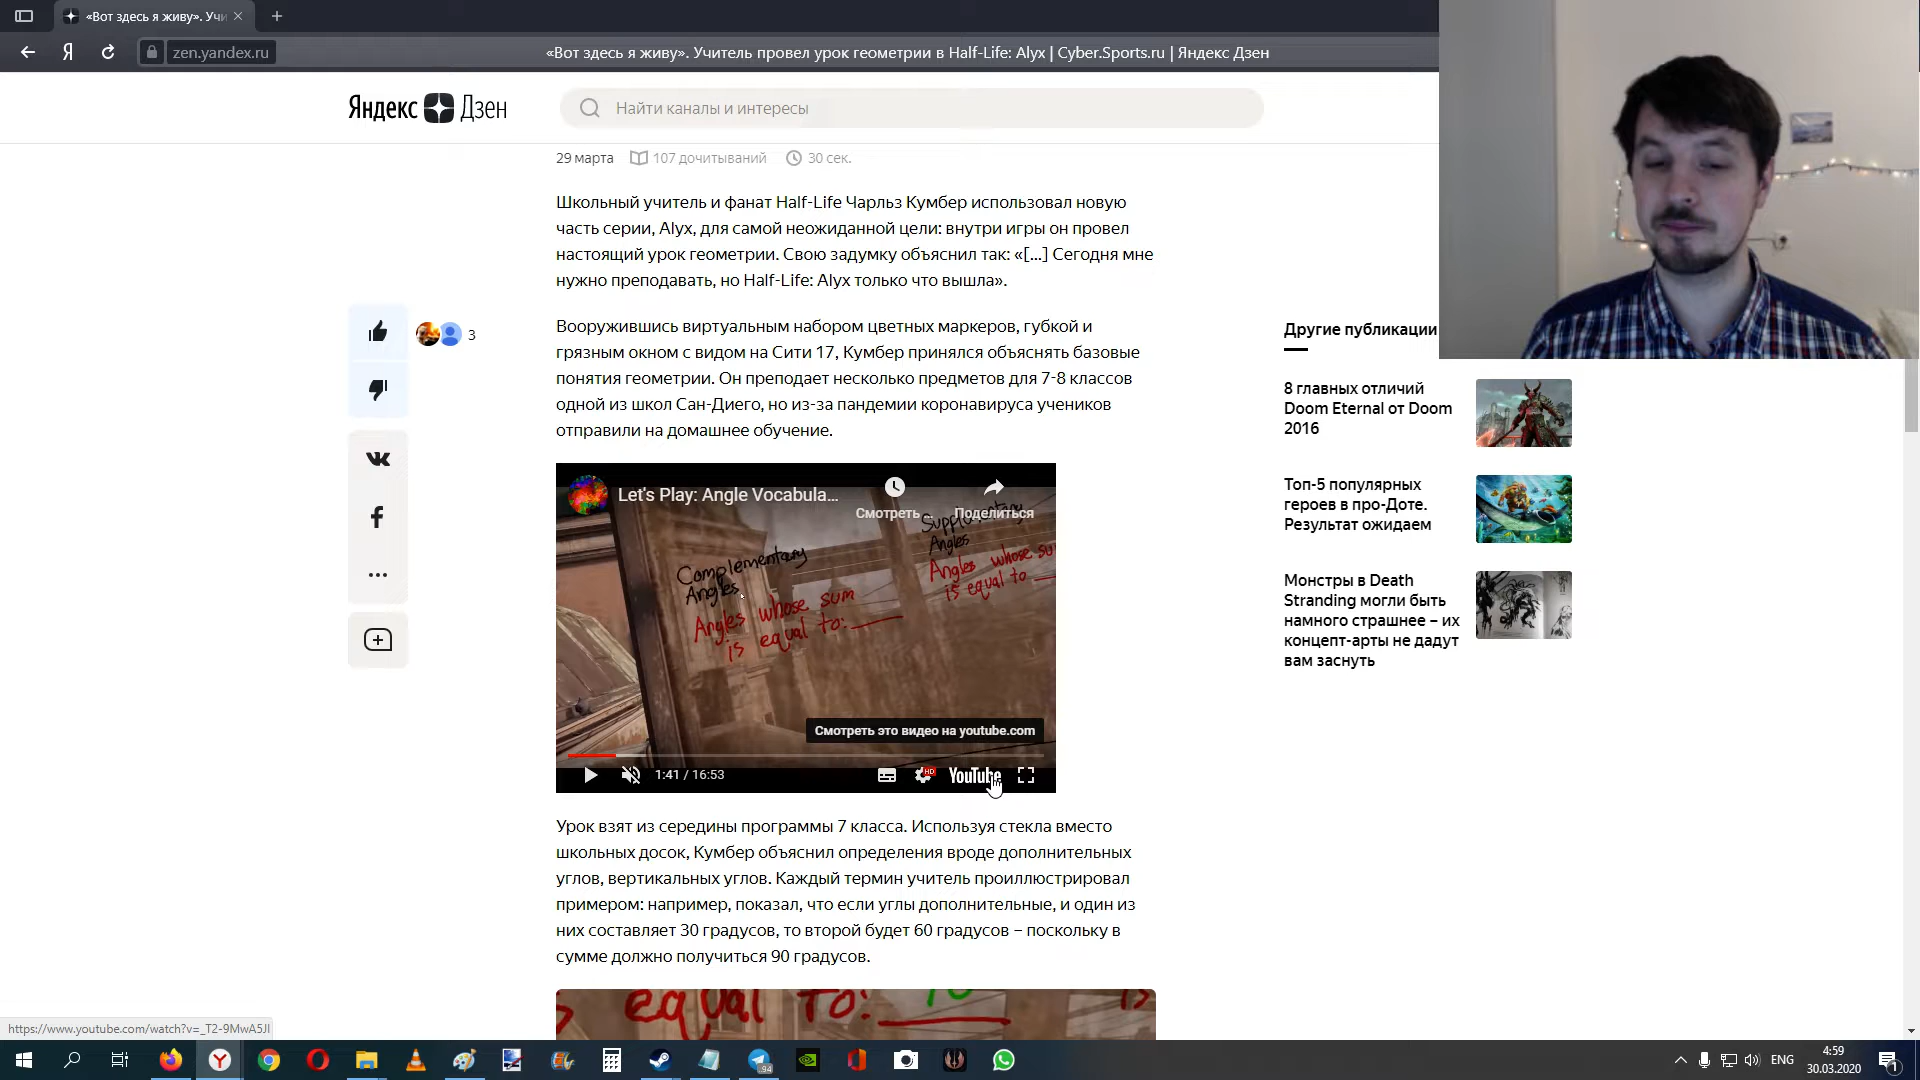 «Вот здесь я живу». Учи
zen.yandex.ru
«Вот здесь я живу». Учитель провел урок геометрии в Half-Life: Alyx | Cyber.Sports.ru | Яндекс Дзен
Яндекс Дзен
Найти каналы и интересы
29 марта 107 дочитываний 30 сек.
Школьный учитель и фанат Half-Life Чарльз Кумбер использовал новую
часть серии, Alyx, для самой неожиданной цели: внутри игры он провел
настоящий урок геометрии. Свою задумку объяснил так: «[...] Сегодня мне
нужно преподавать, но Half-Life: Alyx только что вышла».
3
Вооружившись виртуальным набором цветных маркеров, губкой и
грязным окном с видом на Сити 17, Кумбер принялся объяснять базовые
понятия геометрии. Он преподает несколько предметов для 7-8 классов
одной из школ Сан-Диего, но из-за пандемии коронавируса учеников
отправили на домашнее обучение.
Let's Play: Angle Vocabula...
Смотреть ...
Поделиться
Complementary
Angles
Angles whose sum
is equal to:
Supplementary
Angles
Angles whose su
is equal to
Смотреть это видео на youtube.com
1:41 / 16:53
HD
YouTube
Урок взят из середины программы 7 класса. Используя стекла вместо
школьных досок, Кумбер объяснил определения вроде дополнительных
углов, вертикальных углов. Каждый термин учитель проиллюстрировал
примером: например, показал, что если углы дополнительные, и один из
них составляет 30 градусов, то второй будет 60 градусов – поскольку в
сумме должно получиться 90 градусов.
equal to:
is
Другие публикации
8 главных отличий
Doom Eternal от Doom
2016
Топ-5 популярных
героев в про-Доте.
Результат ожидаем
Монстры в Death
Stranding могли быть
намного страшнее – их
концепт-арты не дадут
вам заснуть
https://www.youtube.com/watch?v=_T2-9MwA5JI
94
ENG
4:59
30.03.2020
1